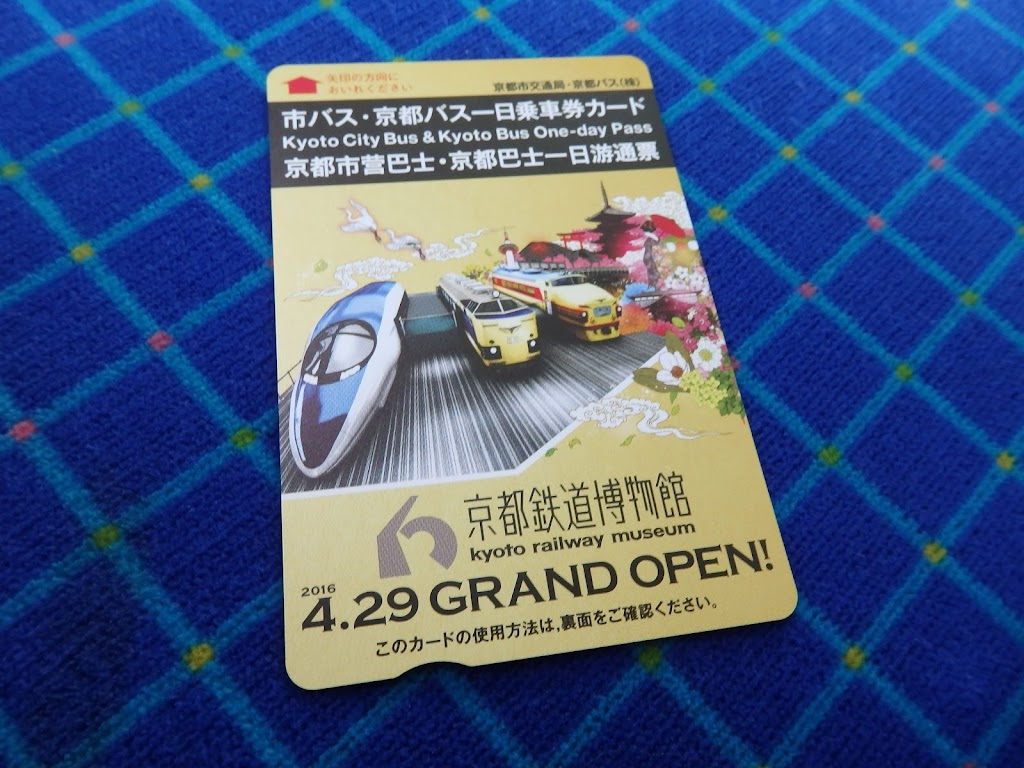 矢印の方向に
おいれください
京都市交通局・京都バス(株)
市バス・京都バス一日乗車券カード
Kyoto City Bus & Kyoto Bus One-day Pass
京都市营巴士・京都巴士一日游通票
京都鉄道博物館
kyoto railway museum
2016
4.29 GRAND OPEN!
このカードの使用方法は,裏面をご確認ください。